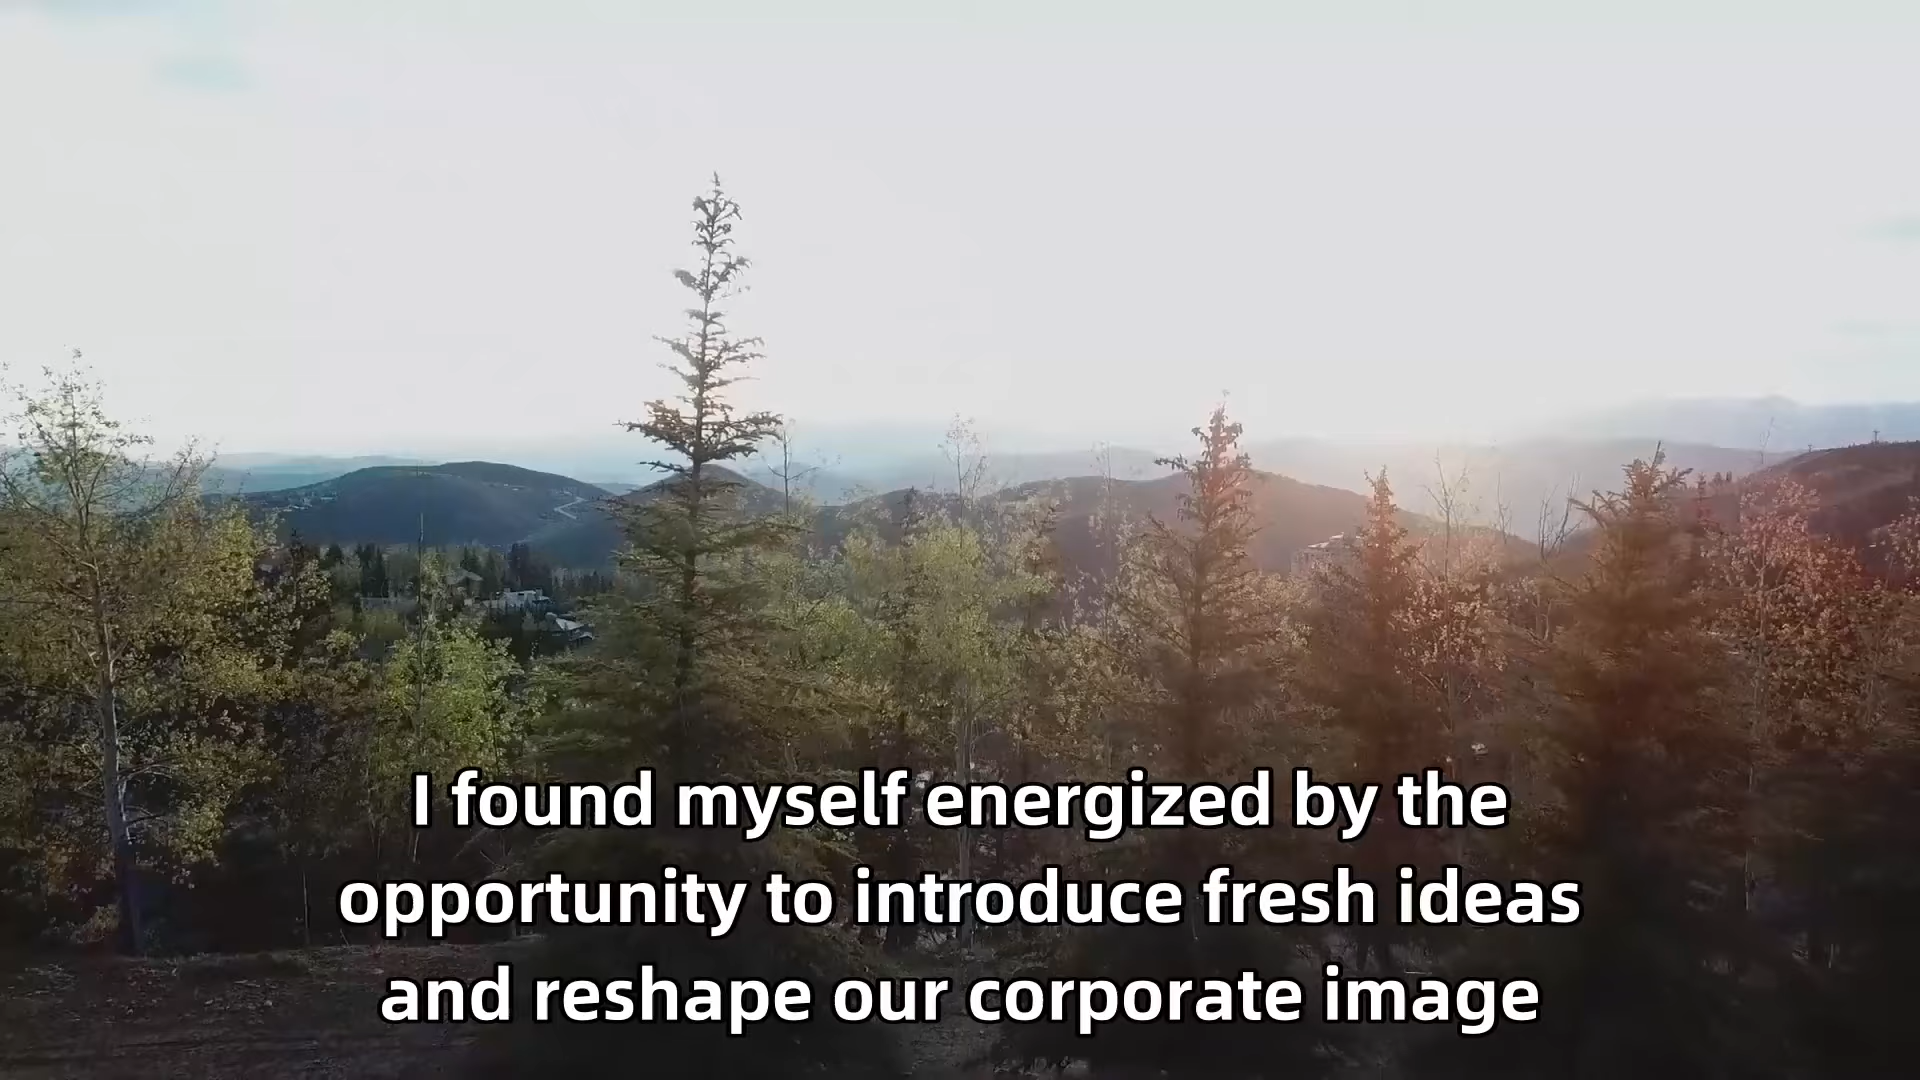 I found myself energized by the
opportunity to introduce fresh ideas
and reshape our corporate image